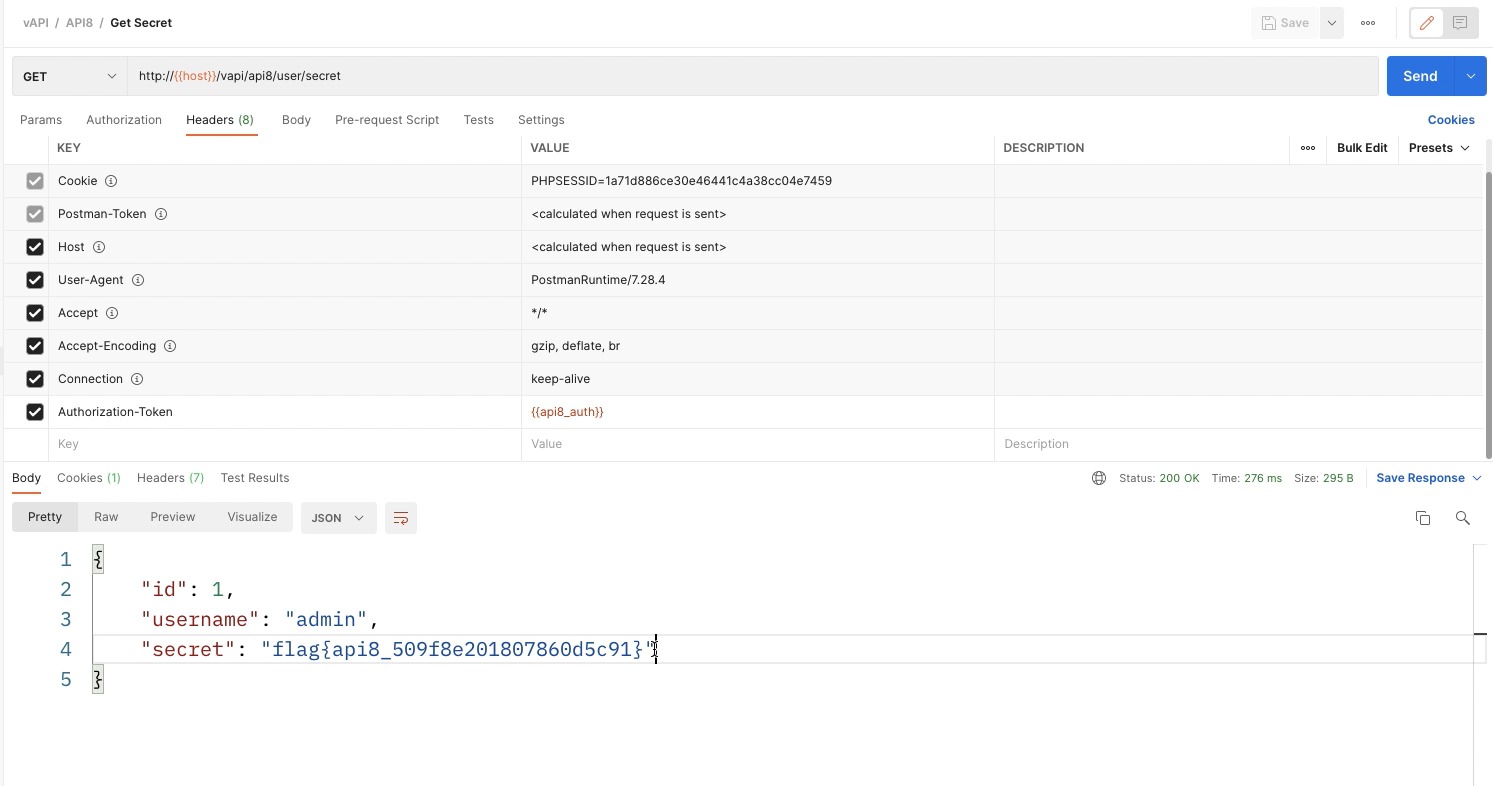 vAPI / API8 / Get Secret
Save
GET http://{{host}}/vapi/api8/user/secret Send
Params Authorization Headers (8) Body Pre-request Script Tests Settings Cookies
KEY VALUE DESCRIPTION Bulk Edit Presets
Cookie PHPSESSID=1a71d886ce30e46441c4a38cc04e7459
Postman-Token <calculated when request is sent>
Host <calculated when request is sent>
User-Agent PostmanRuntime/7.28.4
Accept */*
Accept-Encoding gzip, deflate, br
Connection keep-alive
Authorization-Token {{api8_auth}}
Key Value Description
Body Cookies (1) Headers (7) Test Results Status: 200 OK Time: 276 ms Size: 295 B Save Response
Pretty Raw Preview Visualize JSON
1 {
2 "id": 1,
3 "username": "admin",
4 "secret": "flag{api8_509f8e201807860d5c91}"
5 }